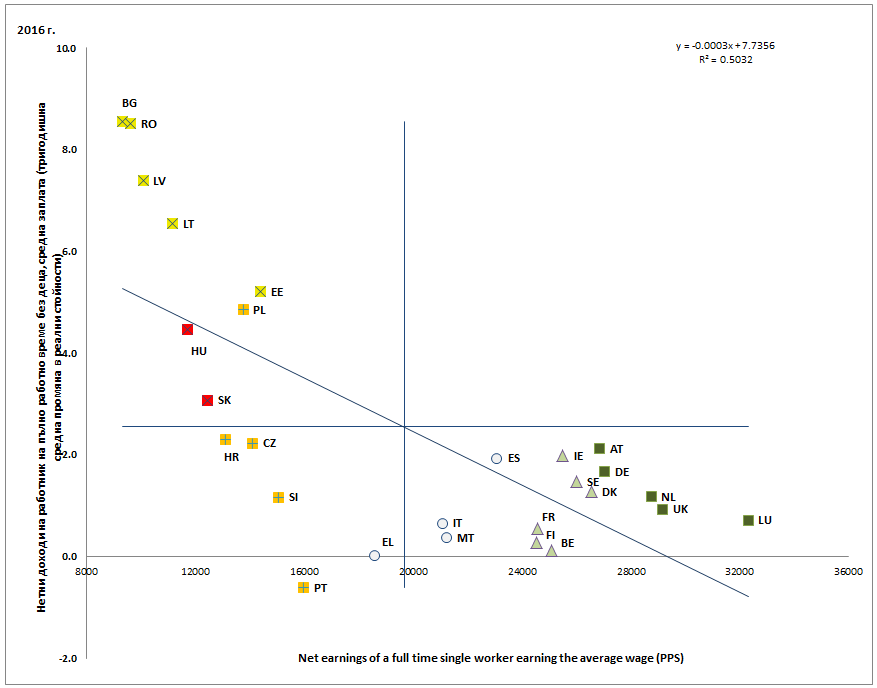 2016 г.
y = -0.0003x + 7.7356
R² = 0.5032
10.0
8.0
6.0
4.0
2.0
0.0
-2.0
Нетни доходи на работник на пълно работно време без деца, средна заплата (тригодишна
средна промяна в реални стойности)
BG
RO
LV
LT
EE
PL
HU
SK
HR
CZ
SI
PT
EL
IT
MT
ES
IE
AT
SE
DE
DK
NL
UK
LU
FR
FI
BE
8000
12000
16000
20000
24000
28000
32000
36000
Net earnings of a full time single worker earning the average wage (PPS)